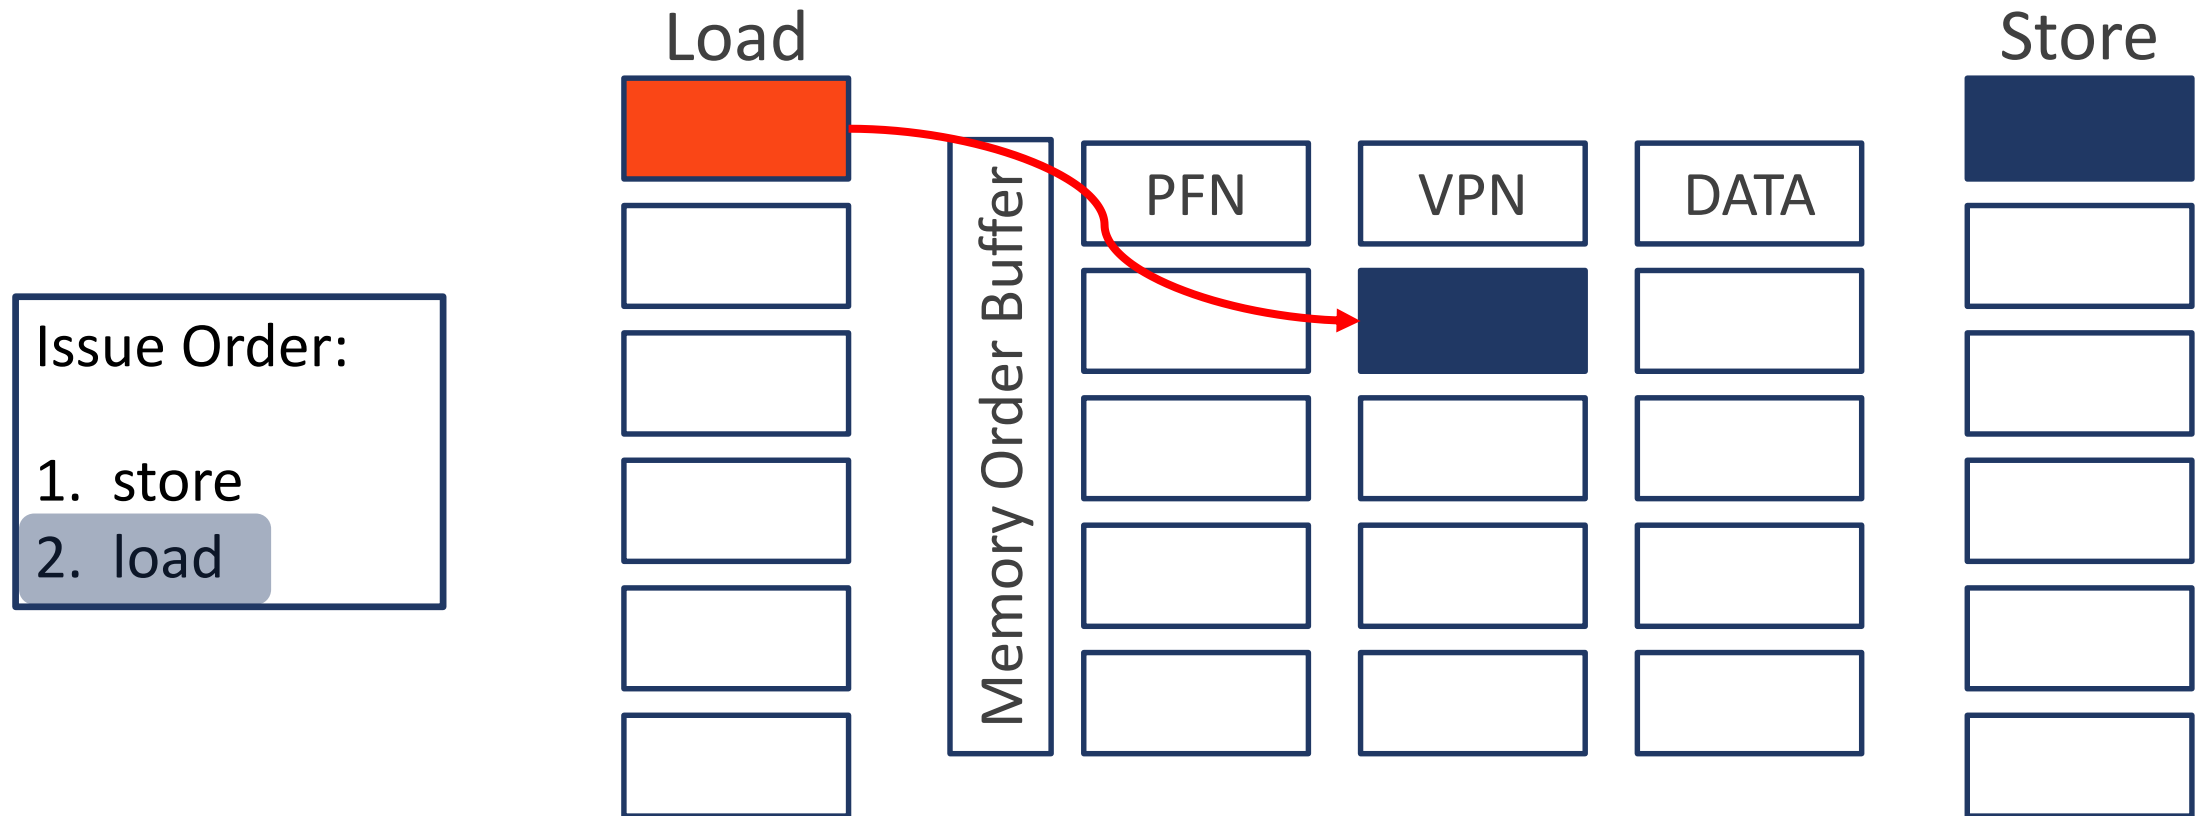 Load
Store
Issue Order:
1. store
2. load
Memory Order Buffer
PFN
VPN
DATA